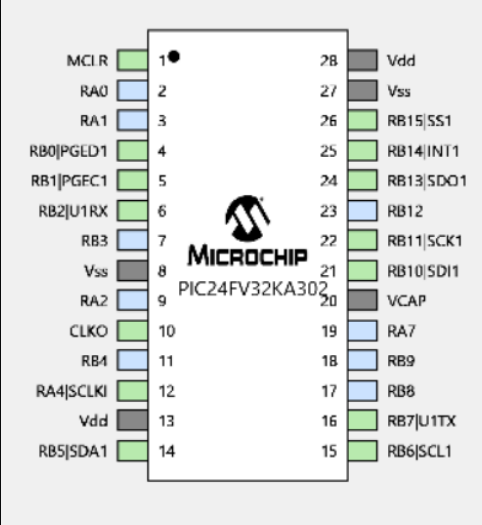 MCLR 1 28 Vdd
RA0 2 27 Vss
RA1 3 26 RB15|SS1
RB0|PGED1 4 25 RB14|INT1
RB1|PGEC1 5 24 RB13|SDO1
RB2|U1RX 6 23 RB12
RB3 7 22 RB11|SCK1
MICROCHIP
Vss 8 21 RB10|SDI1
PIC24FV32KA302
RA2 9 20 VCAP
CLKO 10 19 RA7
RB4 11 18 RB9
RA4|SCLKI 12 17 RB8
Vdd 13 16 RB7|U1TX
RB5|SDA1 14 15 RB6|SCL1